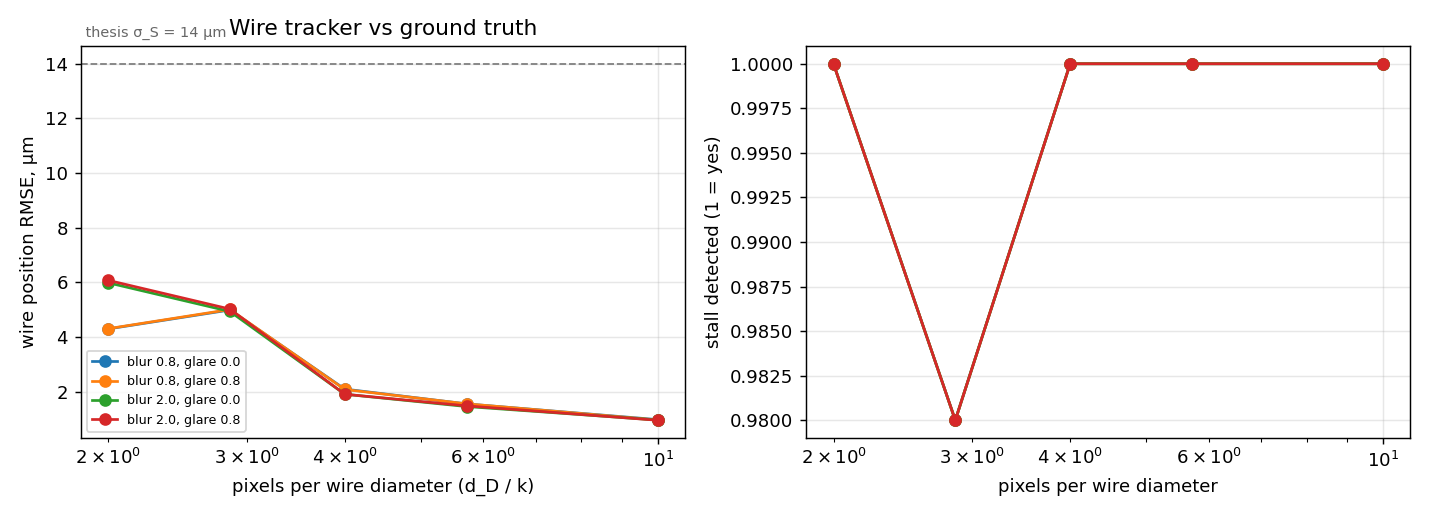 thesis σ_S = 14 μm
Wire tracker vs ground truth
wire position RMSE, μm
14
12
10
8
6
4
2
blur 0.8, glare 0.0
blur 0.8, glare 0.8
blur 2.0, glare 0.0
blur 2.0, glare 0.8
2 × 10⁰
3 × 10⁰
4 × 10⁰
6 × 10⁰
10¹
pixels per wire diameter (d_D / k)
stall detected (1 = yes)
1.0000
0.9975
0.9950
0.9925
0.9900
0.9875
0.9850
0.9825
0.9800
2 × 10⁰
3 × 10⁰
4 × 10⁰
6 × 10⁰
10¹
pixels per wire diameter